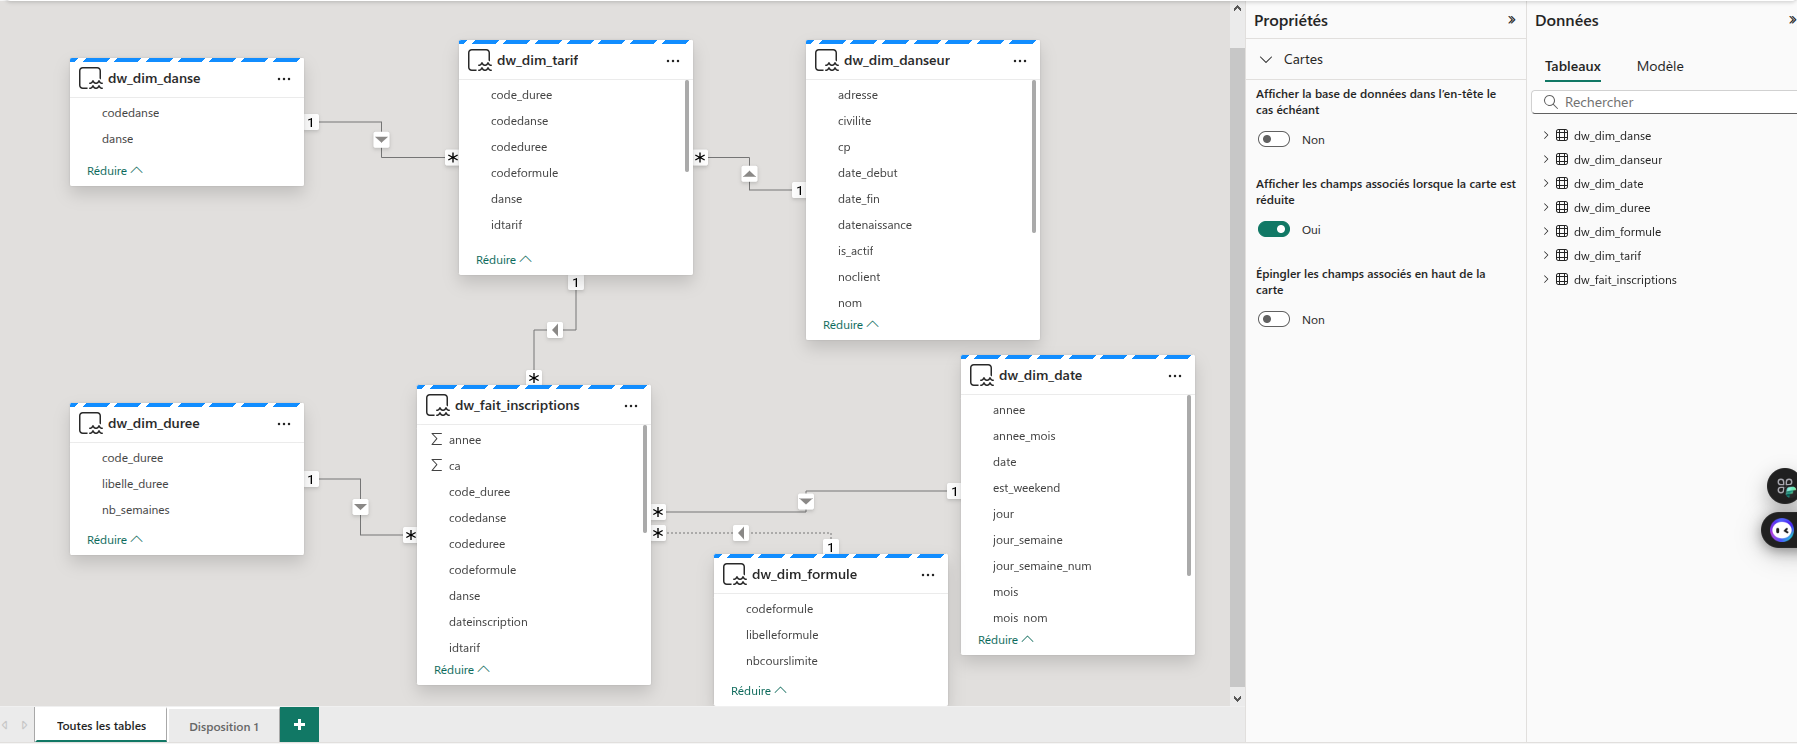 dw_dim_danse
codedanse
danse
Réduire
1
*
dw_dim_tarif
code_duree
codedanse
codeduree
codeformule
danse
idtarif
Réduire
1
*
*
1
dw_dim_danseur
adresse
civilite
cp
date_debut
date_fin
datenaissance
is_actif
noclient
nom
Réduire
dw_dim_duree
code_duree
libelle_duree
nb_semaines
Réduire
1
*
dw_fait_inscriptions
Σ annee
Σ ca
code_duree
codedanse
codeduree
codeformule
danse
dateinscription
idtarif
Réduire
*
*
1
1
dw_dim_formule
codeformule
libelleformule
nbcourslimite
Réduire
dw_dim_date
annee
annee_mois
date
est_weekend
jour
jour_semaine
jour_semaine_num
mois
mois_nom
Réduire
Toutes les tables
Disposition 1
+
Propriétés
Cartes
Afficher la base de données dans l'en-tête le
cas échéant
Non
Afficher les champs associés lorsque la carte est
réduite
Oui
Épingler les champs associés en haut de la
carte
Non
Données
Tableaux Modèle
Rechercher
dw_dim_danse
dw_dim_danseur
dw_dim_date
dw_dim_duree
dw_dim_formule
dw_dim_tarif
dw_fait_inscriptions